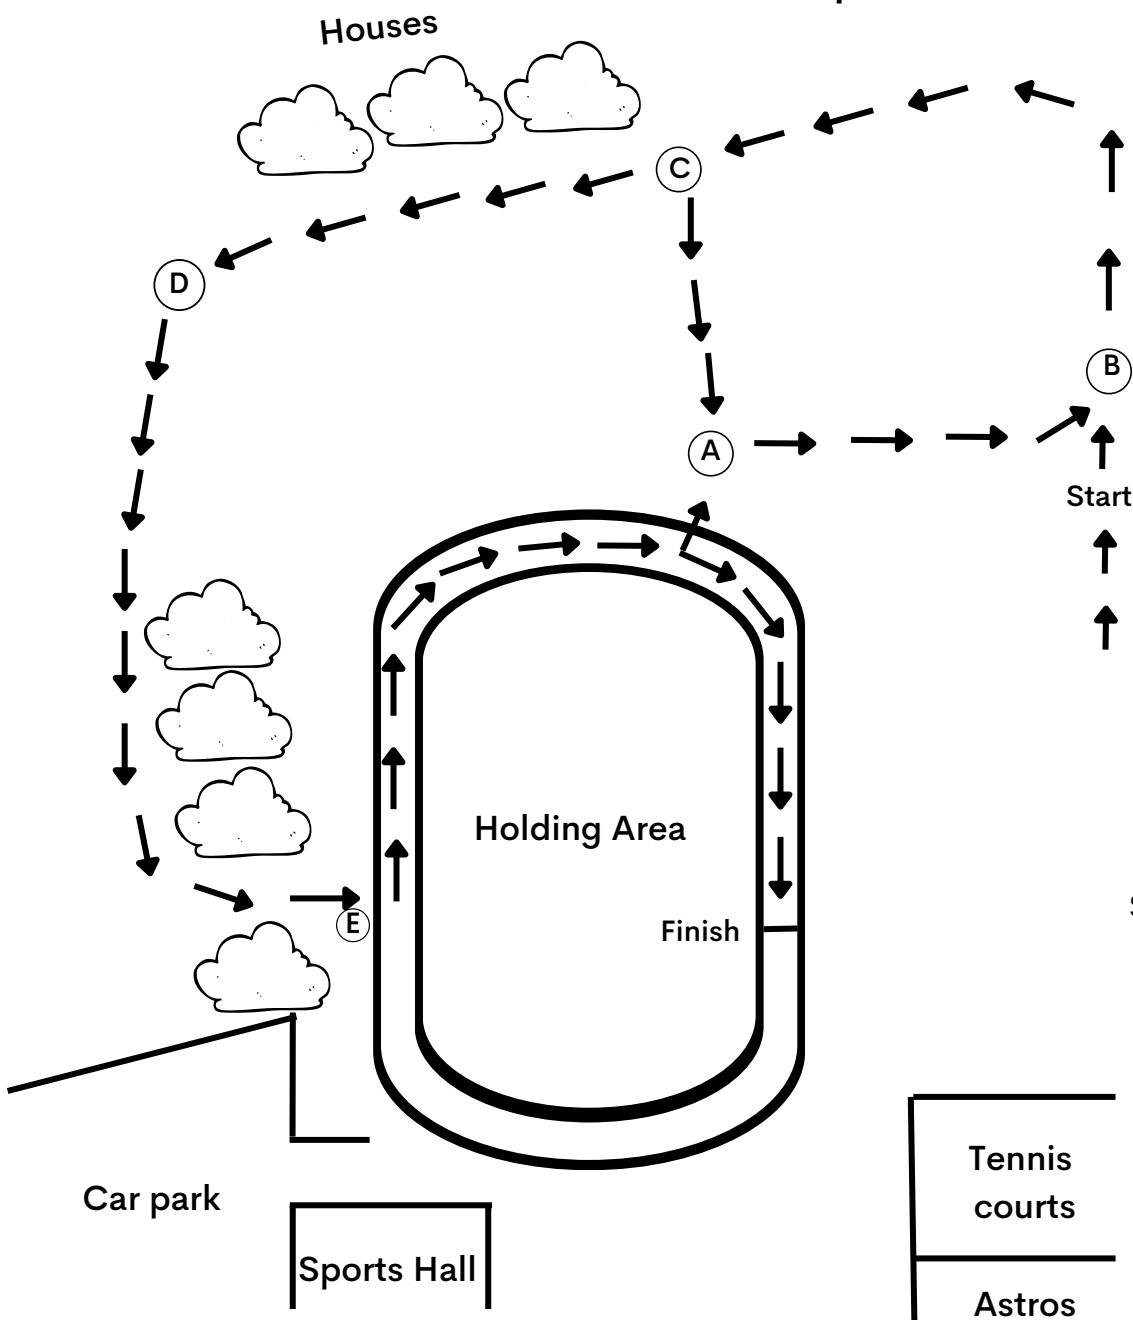 Houses
C
D
B
A
Start
Holding Area
E
Finish
Tennis
courts
Car park
Sports Hall
Astros